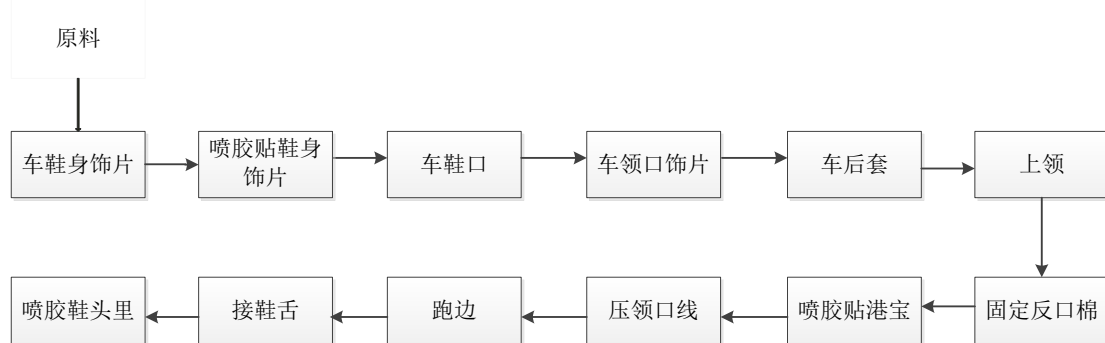 原料
车鞋身饰片
喷胶贴鞋身
饰片
车鞋口
车领口饰片
车后套
上领
喷胶鞋头里
接鞋舌
跑边
压领口线
喷胶贴港宝
固定反口棉